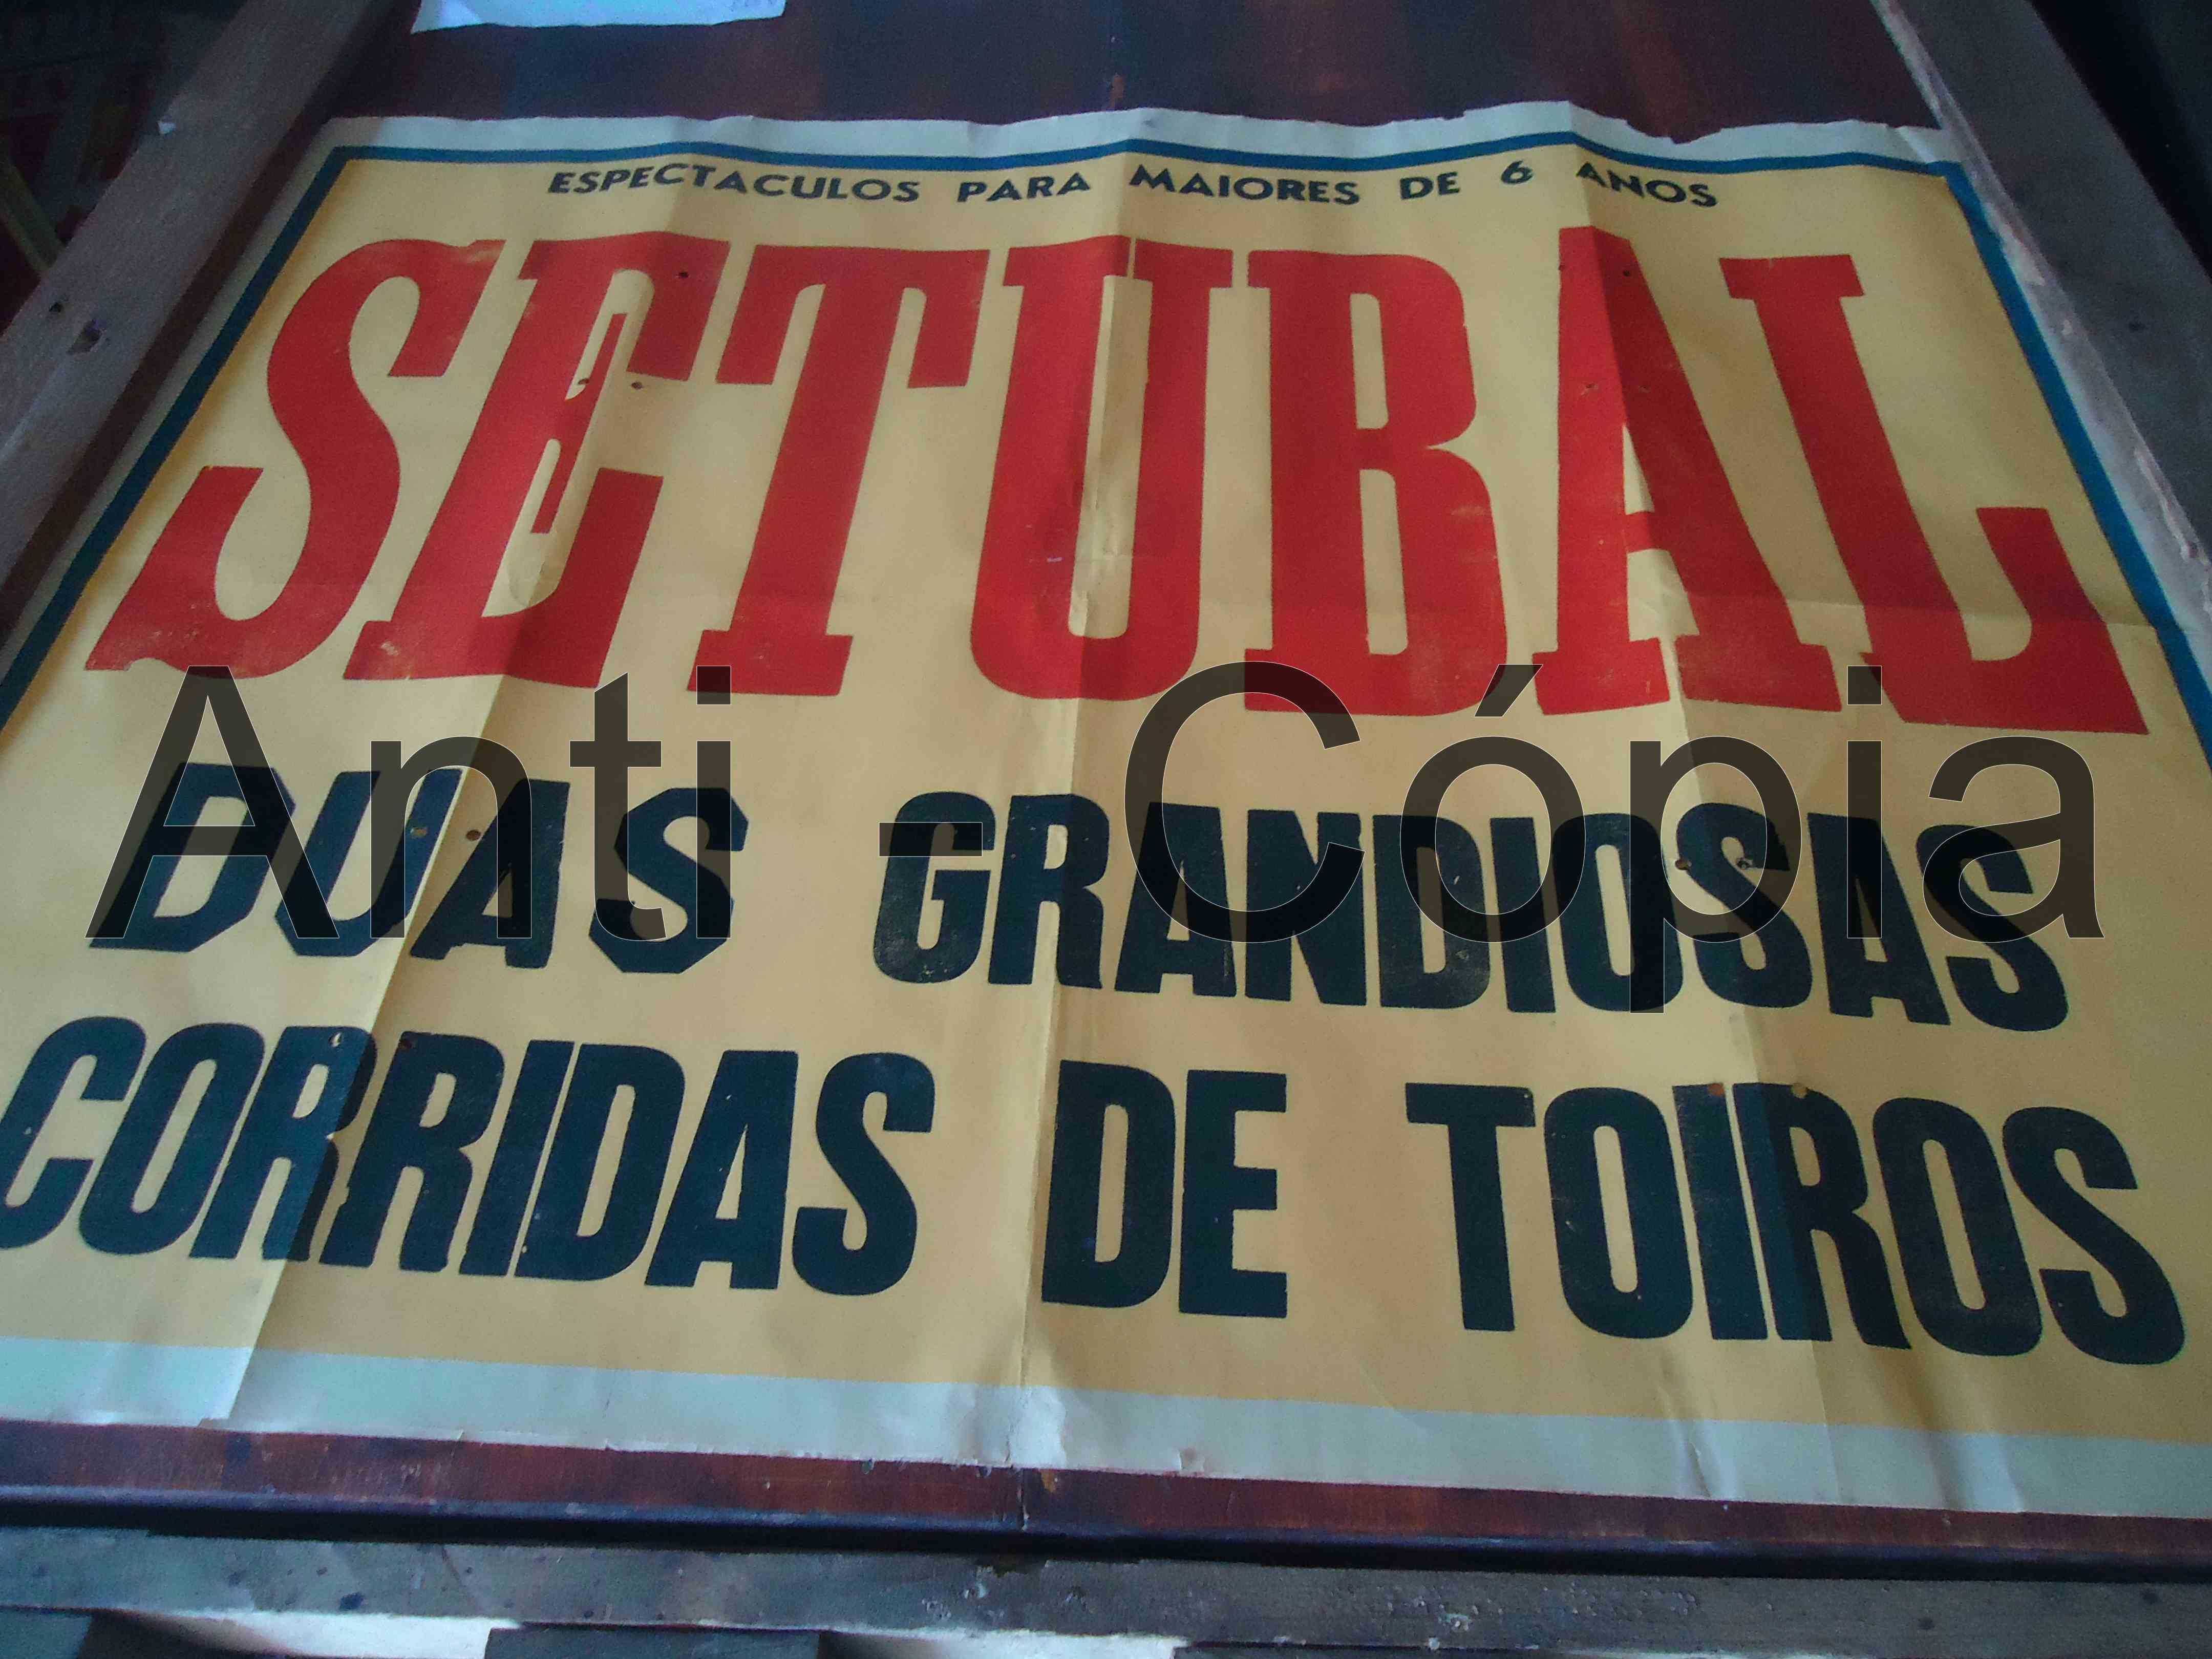 ESPECTACULOS PARA MAIORES DE 6 ANOS
SETUBAL
Anti - Cópia
DUAS GRANDIOSAS
CORRIDAS DE TOIROS